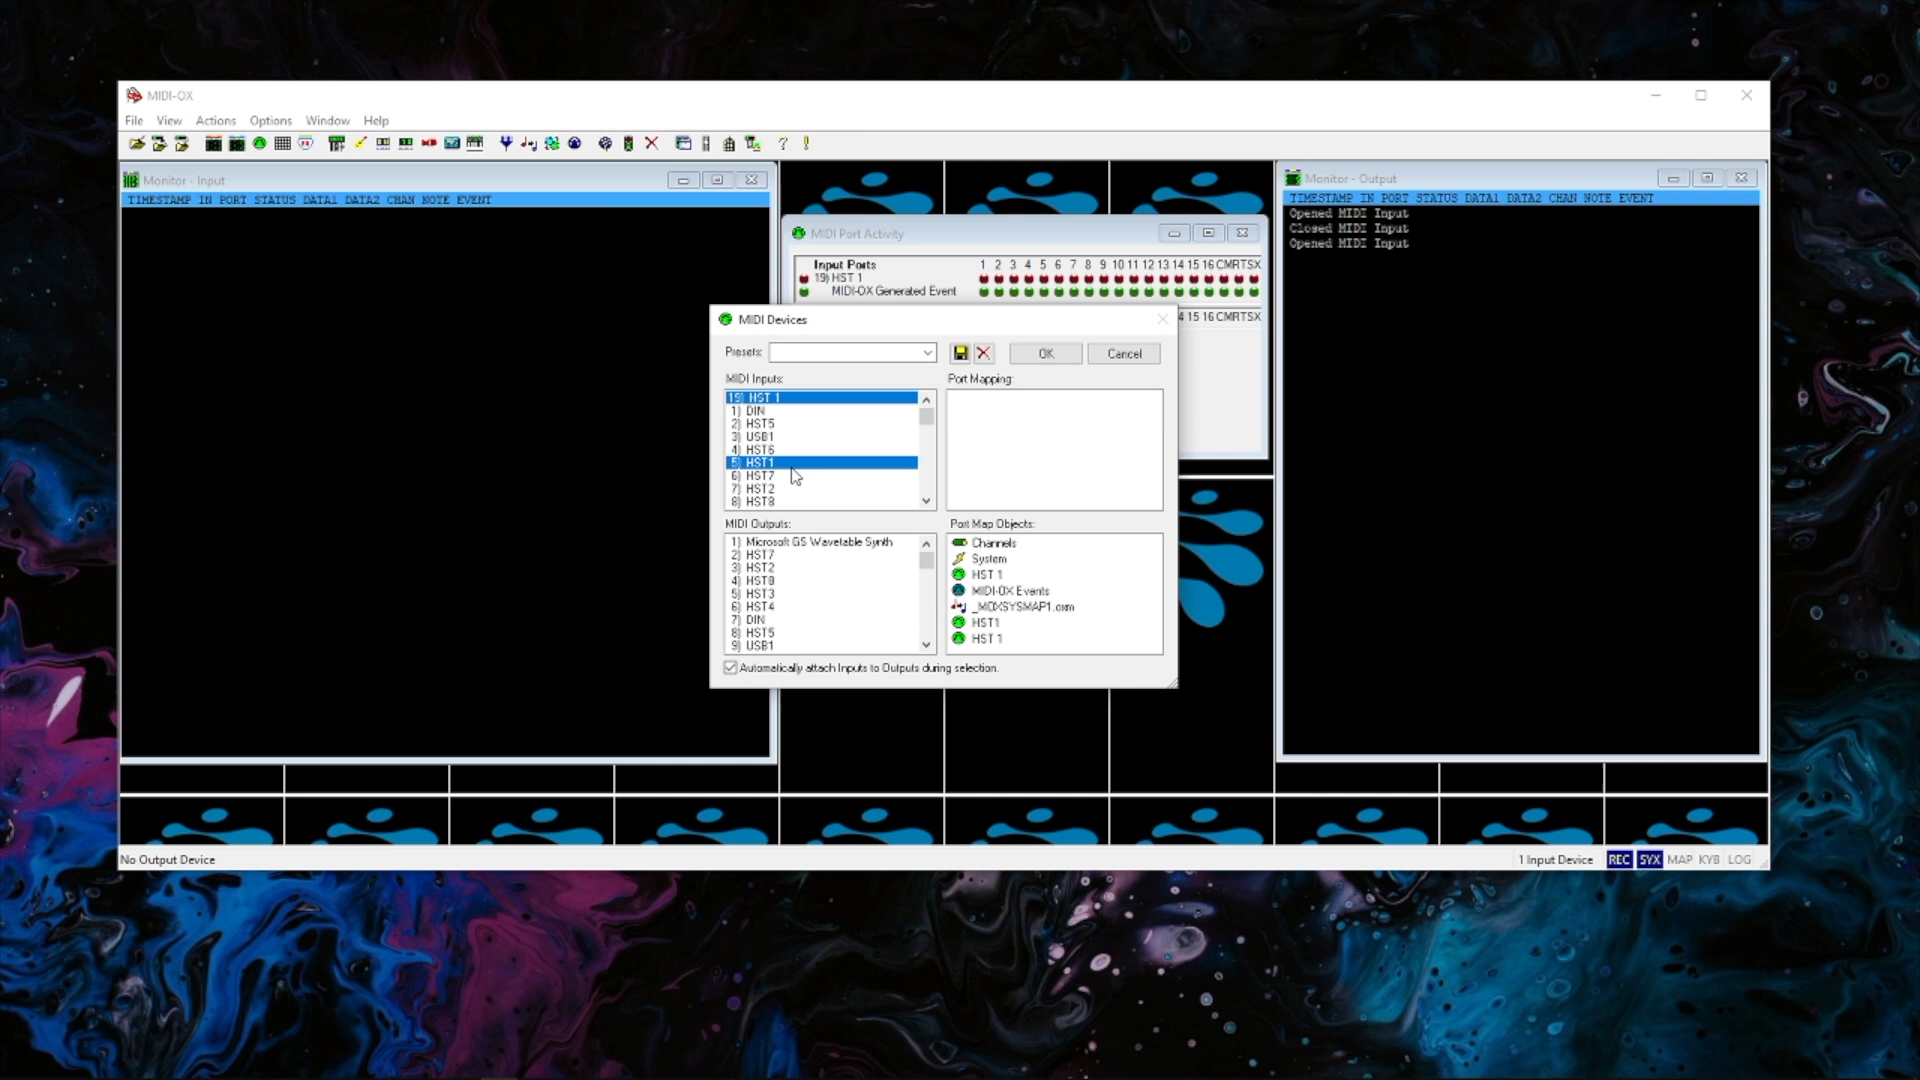 MIDI-OX
File View Actions Options Window Help
Monitor - Input
TIMESTAMP IN PORT STATUS DATA1 DATA2 CHAN NOTE EVENT
MIDI Port Activity
Input Ports 1 2 3 4 5 6 7 8 9 10 11 12 13 14 15 16 CMRTSX
19) HST 1
MIDI-OX Generated Event
4 15 16 CMRTSX
Monitor - Output
TIMESTAMP IN PORT STATUS DATA1 DATA2 CHAN NOTE EVENT
Opened MIDI Input
Closed MIDI Input
Opened MIDI Input
MIDI Devices
Presets: OK Cancel
MIDI Inputs:
19) HST 1
1) DIN
2) HST5
3) USB1
4) HST6
5) HST1
6) HST7
7) HST2
8) HST8
Port Mapping:
MIDI Outputs:
1) Microsoft GS Wavetable Synth
2) HST7
3) HST2
4) HST8
5) HST3
6) HST4
7) DIN
8) HST5
9) USB1
Port Map Objects:
Channels
System
HST 1
MIDI-OX Events
_MOXSYSMAP1.oxm
HST1
HST 1
Automatically attach Inputs to Outputs during selection.
No Output Device
1 Input Device REC SYX MAP KYB LOG